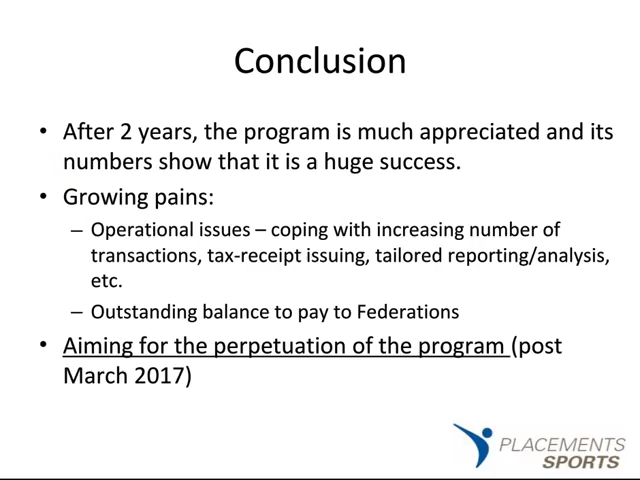 Conclusion
• After 2 years, the program is much appreciated and its
numbers show that it is a huge success.
• Growing pains:
– Operational issues – coping with increasing number of
transactions, tax-receipt issuing, tailored reporting/analysis,
etc.
– Outstanding balance to pay to Federations
• Aiming for the perpetuation of the program (post
March 2017)
PLACEMENTS
SPORTS